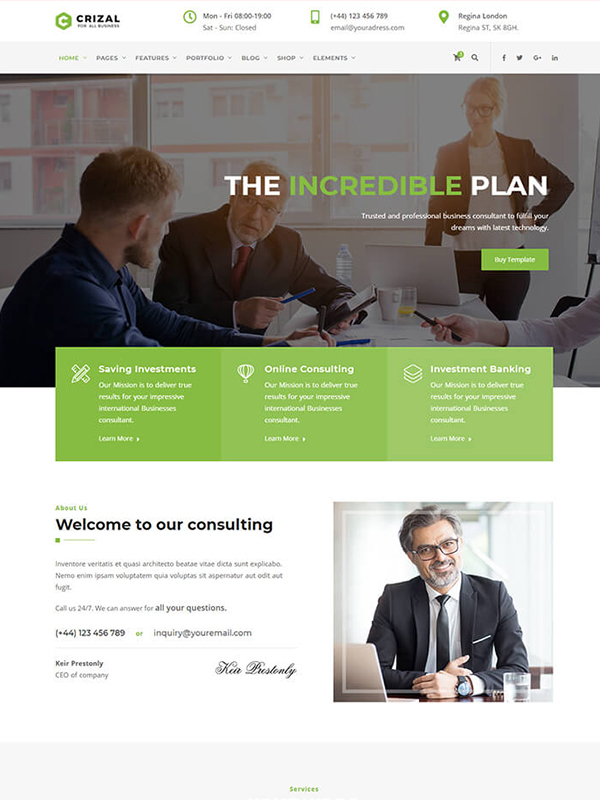 CRIZAL
FOR ALL BUSINESS
Mon - Fri 08:00-19:00
Sat - Sun: Closed
(+44) 123 456 789
email@youradress.com
Regina London
Regina ST, SK 8GH.
HOME PAGES FEATURES PORTFOLIO BLOG SHOP ELEMENTS
THE INCREDIBLE PLAN
Trusted and professional business consultant to fulfill your
dreams with latest technology.
Buy Template
Saving Investments
Our Mission is to deliver true
results for your impressive
international Businesses
consultant.
Learn More
Online Consulting
Our Mission is to deliver true
results for your impressive
international Businesses
consultant.
Learn More
Investment Banking
Our Mission is to deliver true
results for your impressive
international Businesses
consultant.
Learn More
About Us
Welcome to our consulting
Inventore veritatis et quasi architecto beatae vitae dicta sunt explicabo.
Nemo enim ipsam voluptatem quia voluptas sit aspernatur aut odit aut
fugit.
Call us 24/7. We can answer for all your questions.
(+44) 123 456 789 or inquiry@youremail.com
Keir Prestonly
CEO of company
Keir Prestonly
Services